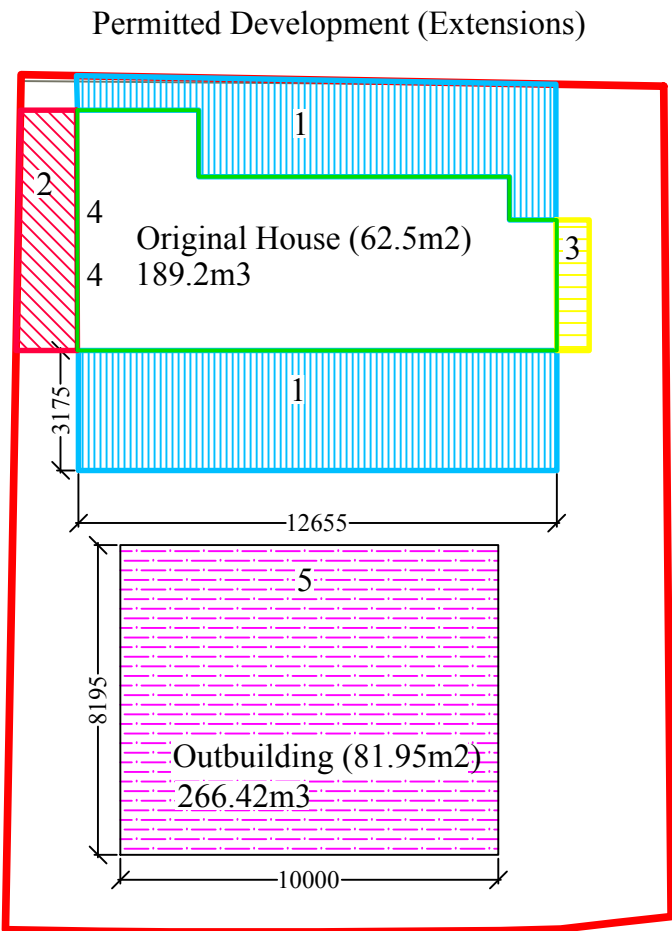 Permitted Development (Extensions)
1
2
4
Original House (62.5m2)
3
4
189.2m3
1
3175
12655
5
8195
Outbuilding (81.95m2)
266.42m3
10000